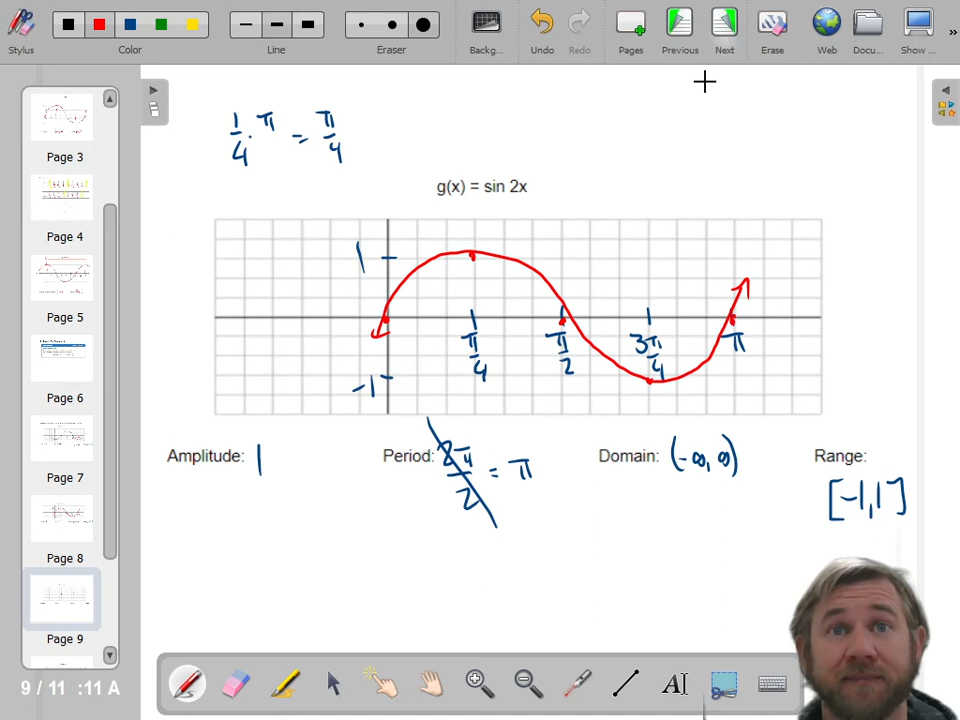 Stylus
Color
Line
Eraser
Backg...
Undo
Redo
Pages
Previous
Next
Erase
Web
Docu...
Show ...
»
Page 3
Page 4
Page 5
Page 6
Page 7
Page 8
Page 9
9 / 11 :11 A
1/4 · π = π/4
g(x) = sin 2x
1
-1
π/4 π/2 3π/4 π
Amplitude: 1 Period: 2π/2 = π Domain: (-∞, ∞) Range:
[-1, 1]
A